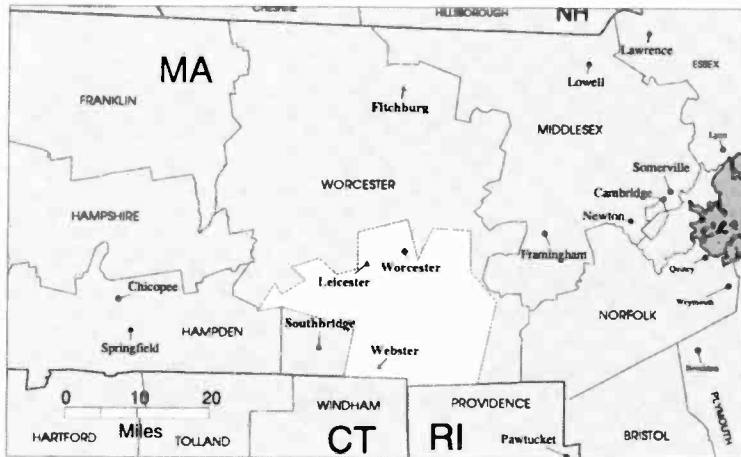 CHESHIRE
HILLSBOROUGH
NH
Lawrence
MA
ESSEX
Lowell
FRANKLIN
Fitchburg
MIDDLESEX
Lynn
Somerville
WORCESTER
Cambridge
HAMPSHIRE
Newton
Framingham
Worcester
Leicester
Quincy
Chicopee
Weymouth
NORFOLK
Southbridge
HAMPDEN
Springfield
Webster
Brockton
0 10 20
Miles
WINDHAM
PROVIDENCE
PLYMOUTH
HARTFORD
TOLLAND
CT
RI
BRISTOL
Pawtucket